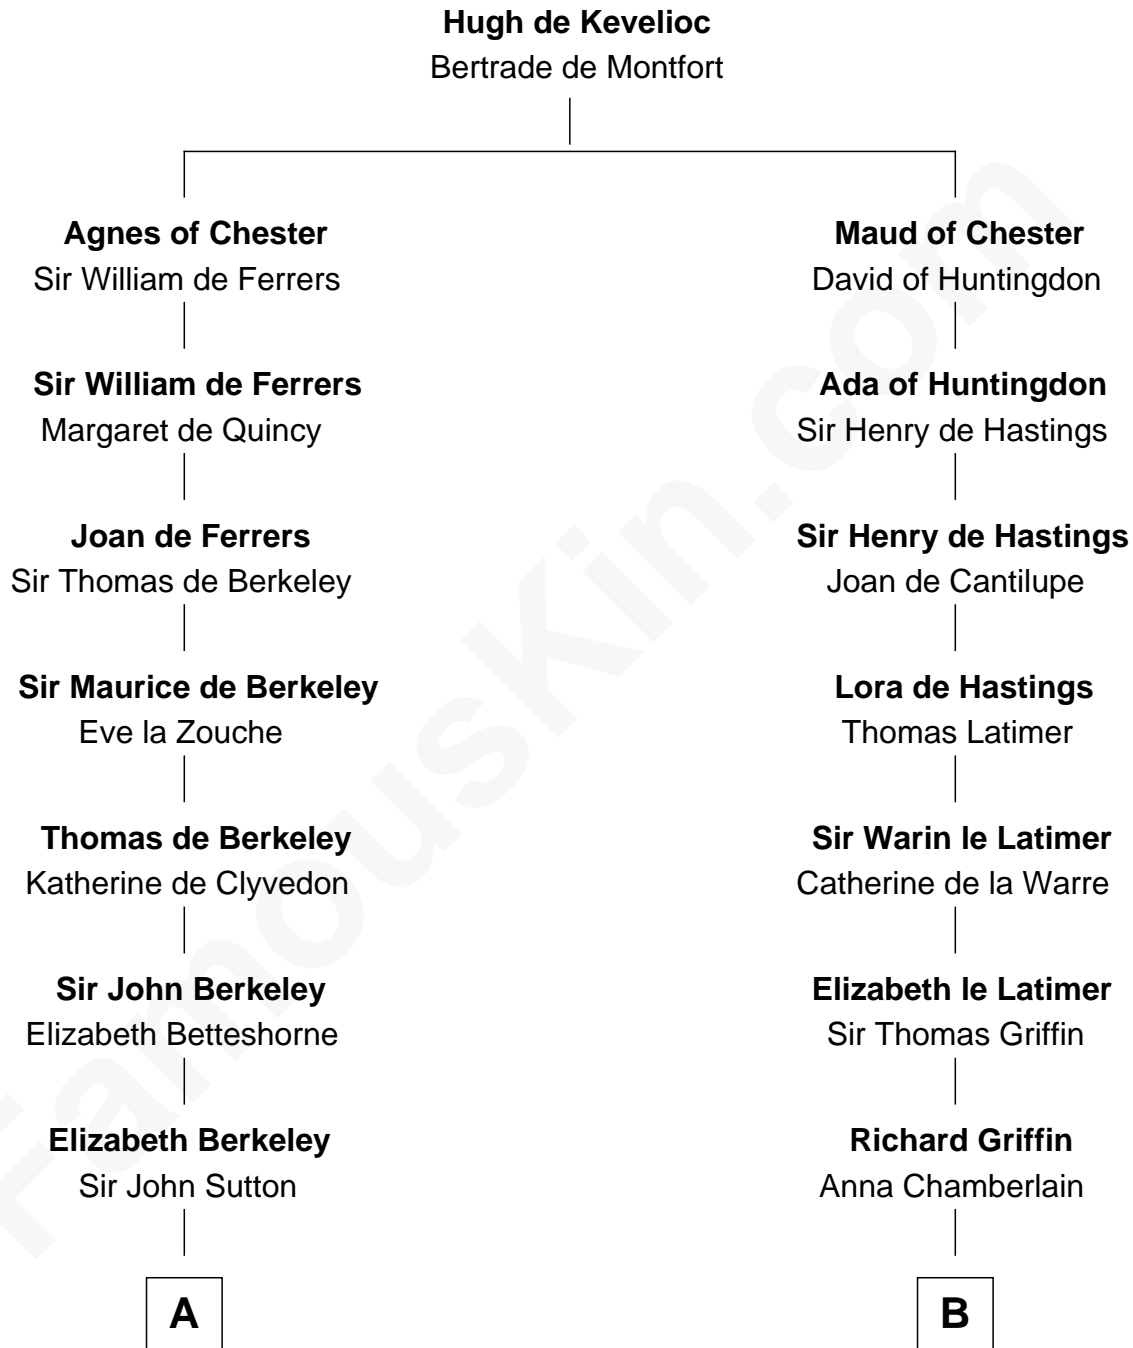 Hugh de Kevelioc
Bertrade de Montfort
Agnes of Chester
Sir William de Ferrers
Maud of Chester
David of Huntingdon
Sir William de Ferrers
Margaret de Quincy
Ada of Huntingdon
Sir Henry de Hastings
Joan de Ferrers
Sir Thomas de Berkeley
Sir Henry de Hastings
Joan de Cantilupe
Sir Maurice de Berkeley
Eve la Zouche
Lora de Hastings
Thomas Latimer
Thomas de Berkeley
Katherine de Clyvedon
Sir Warin le Latimer
Catherine de la Warre
Sir John Berkeley
Elizabeth Betteshorne
Elizabeth le Latimer
Sir Thomas Griffin
Elizabeth Berkeley
Sir John Sutton
Richard Griffin
Anna Chamberlain
A
B
FamousKin.com